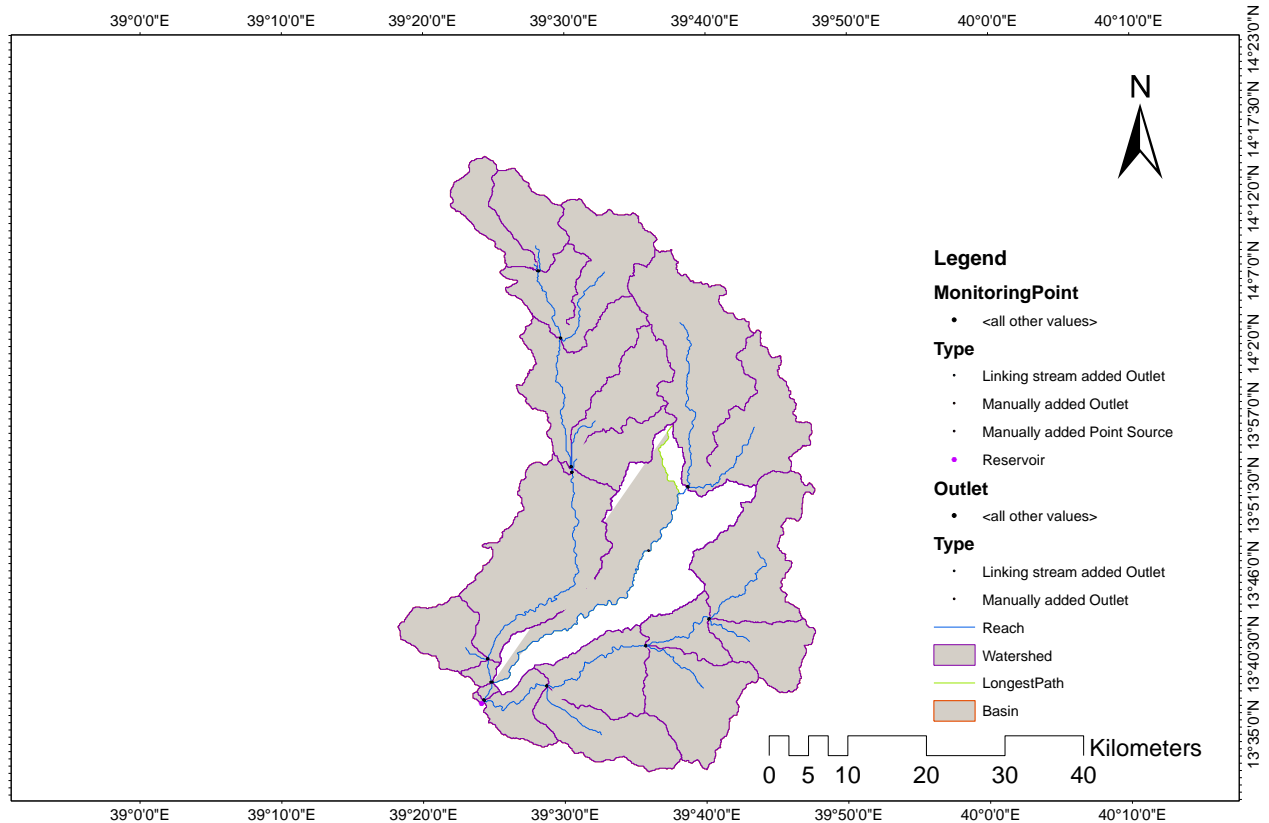 39°0'0"E 39°10'0"E 39°20'0"E 39°30'0"E 39°40'0"E 39°50'0"E 40°0'0"E 40°10'0"E
14°23'0"N
14°17'30"N
14°12'0"N
14°7'0"N
14°2'0"N
13°57'0"N
13°51'30"N
13°46'0"N
13°40'30"N
13°35'0"N
N
Legend
MonitoringPoint
<all other values>
Type
Linking stream added Outlet
Manually added Outlet
Manually added Point Source
Reservoir
Outlet
<all other values>
Type
Linking stream added Outlet
Manually added Outlet
Reach
Watershed
LongestPath
Basin
Kilometers
0 5 10 20 30 40
39°0'0"E 39°10'0"E 39°20'0"E 39°30'0"E 39°40'0"E 39°50'0"E 40°0'0"E 40°10'0"E